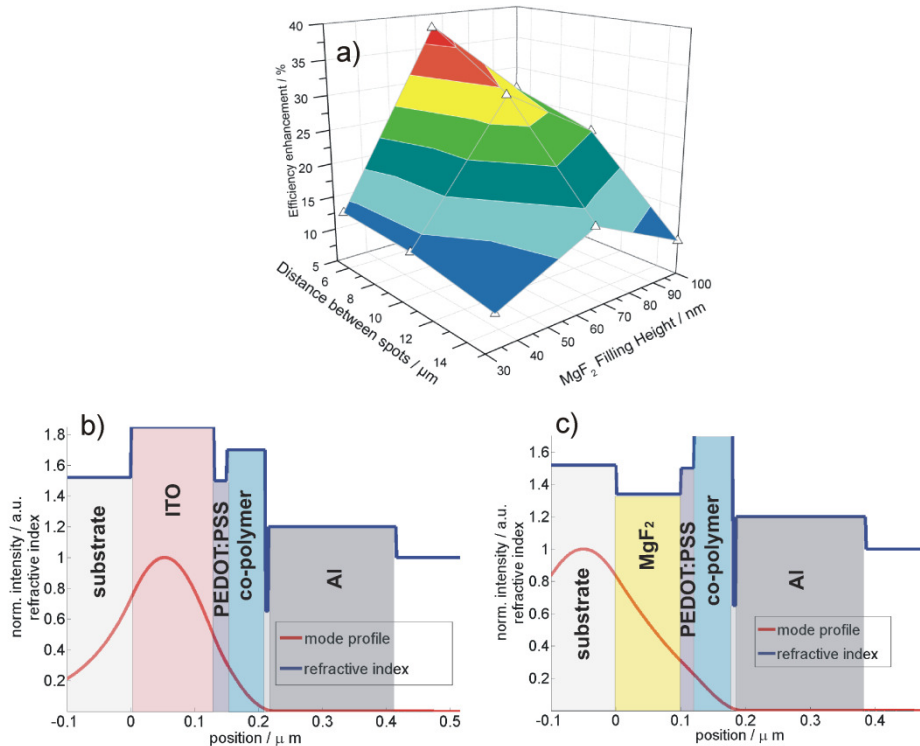 a)
Efficiency enhancement / %
40
35
30
25
20
15
10
5
Distance between spots / µm
6
8
10
12
14
MgF2 Filling Height / nm
30
40
50
60
70
80
90
100
b)
norm. intensity / a.u.
refractive index
1.8
1.6
1.4
1.2
1
0.8
0.6
0.4
0.2
substrate
ITO
PEDOT:PSS
co-polymer
Al
mode profile
refractive index
-0.1
0
0.1
0.2
0.3
0.4
0.5
position / µ m
c)
norm. intensity / a.u.
refractive index
1.6
1.4
1.2
1
0.8
0.6
0.4
0.2
substrate
MgF2
PEDOT:PSS
co-polymer
Al
mode profile
refractive index
-0.1
0
0.1
0.2
0.3
0.4
position / µ m